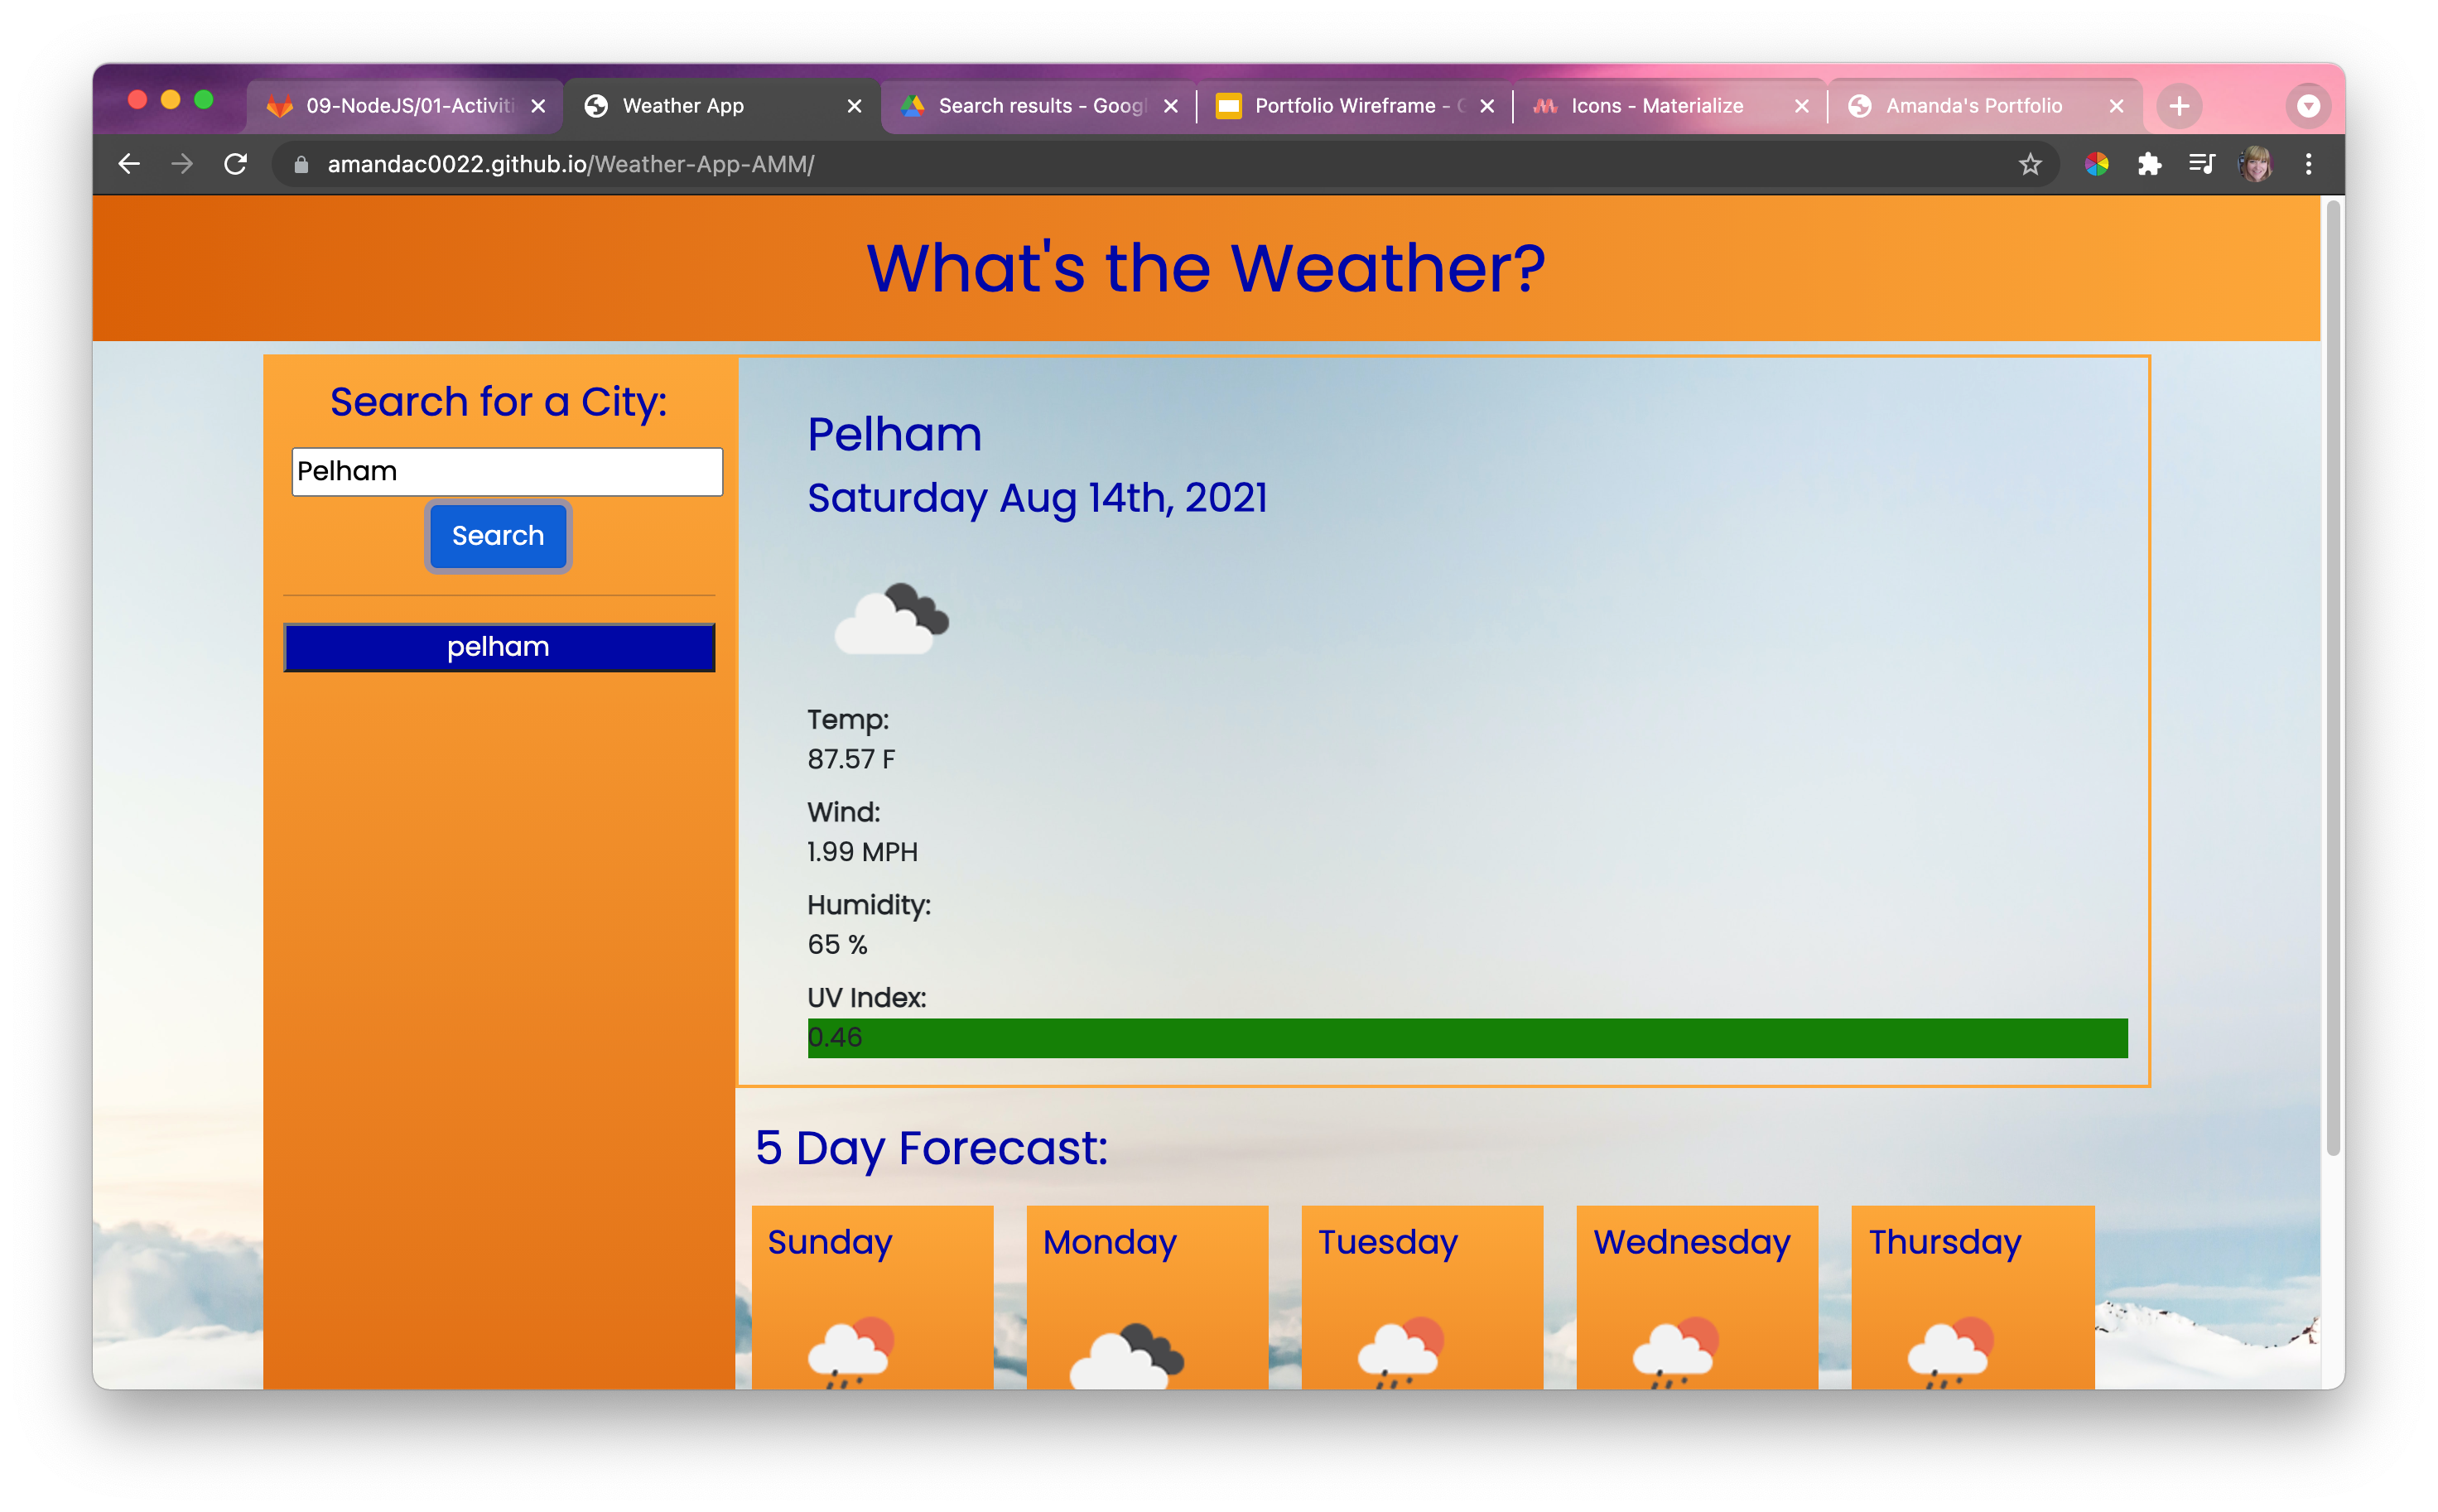 09-NodeJS/01-Activiti
Weather App
Search results - Googl
Portfolio Wireframe -
Icons - Materialize
Amanda's Portfolio
amandac0022.github.io/Weather-App-AMM/
What's the Weather?
Search for a City:
Pelham
Search
pelham
Pelham
Saturday Aug 14th, 2021
Temp:
87.57 F
Wind:
1.99 MPH
Humidity:
65 %
UV Index:
0.46
5 Day Forecast:
Sunday
Monday
Tuesday
Wednesday
Thursday